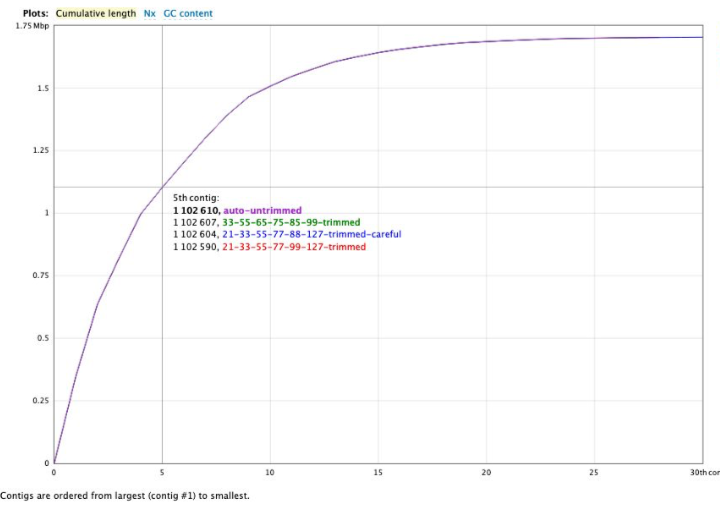 Plots: Cumulative length Nx GC content
1.75 Mbp
1.5
1.25
1
0.75
0.5
0.25
0
5th contig:
1 102 610, auto-untrimmed
1 102 607, 33-55-65-75-85-99-trimmed
1 102 604, 21-33-55-77-88-127-trimmed-careful
1 102 590, 21-33-55-77-99-127-trimmed
0 5 10 15 20 25 30th con
Contigs are ordered from largest (contig #1) to smallest.